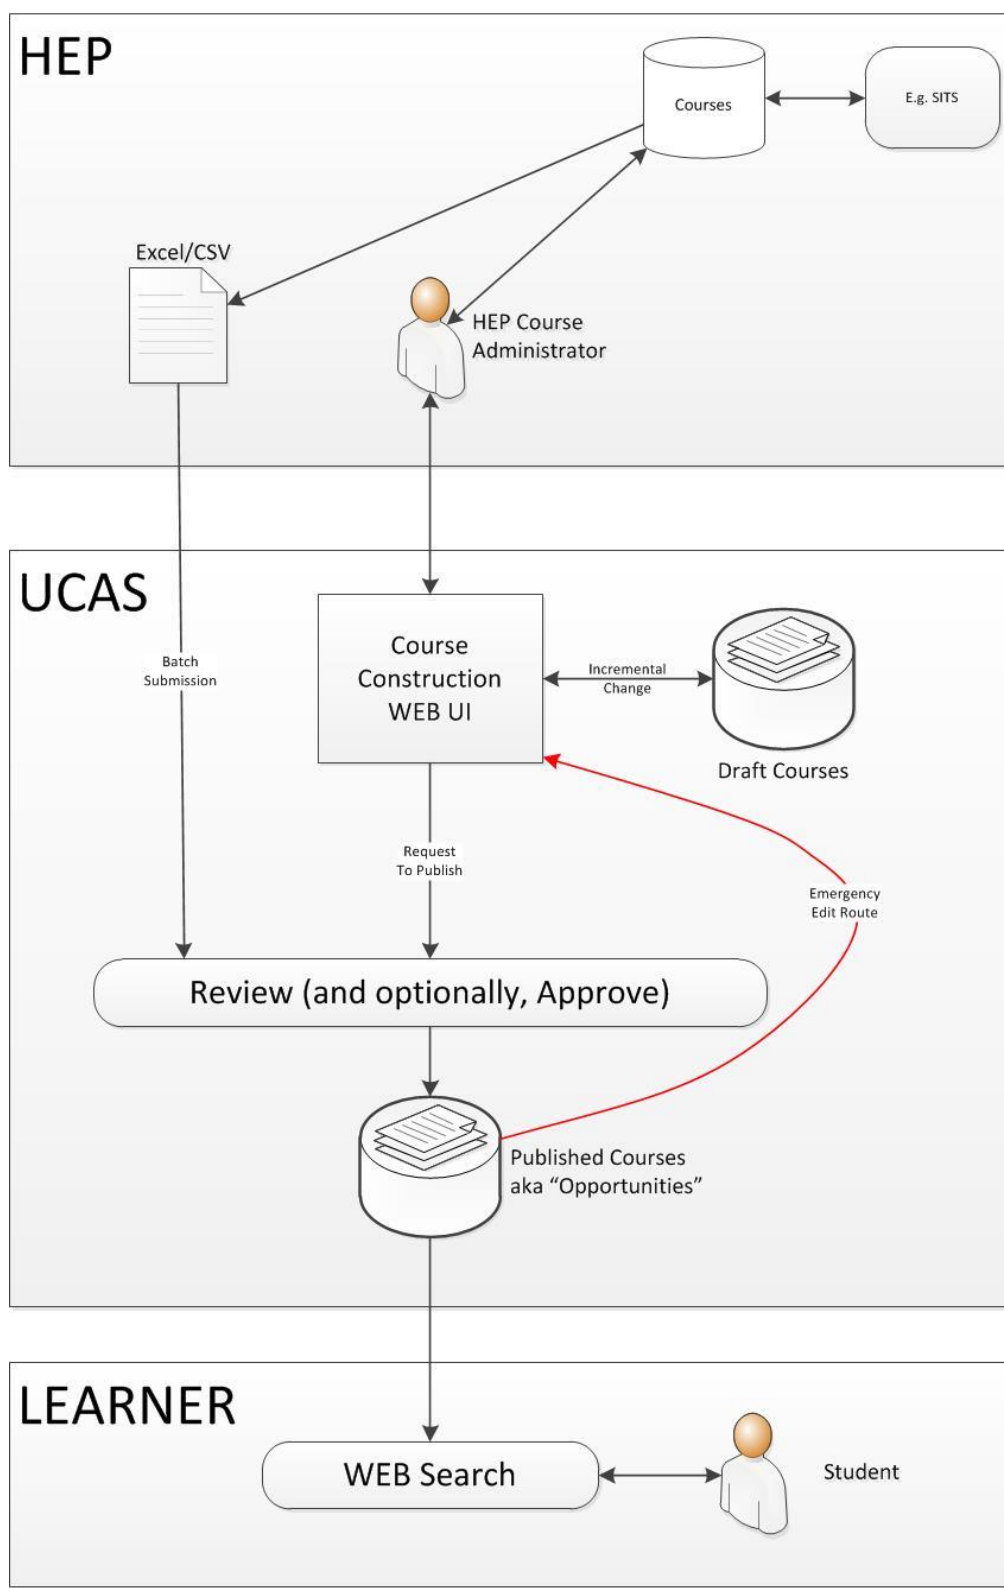 HEP
Courses
E.g. SITS
Excel/CSV
HEP Course
Administrator
UCAS
Batch
Submission
Course
Construction
WEB UI
Incremental
Change
Draft Courses
Request
To Publish
Emergency
Edit Route
Review (and optionally, Approve)
Published Courses
aka “Opportunities”
LEARNER
WEB Search
Student